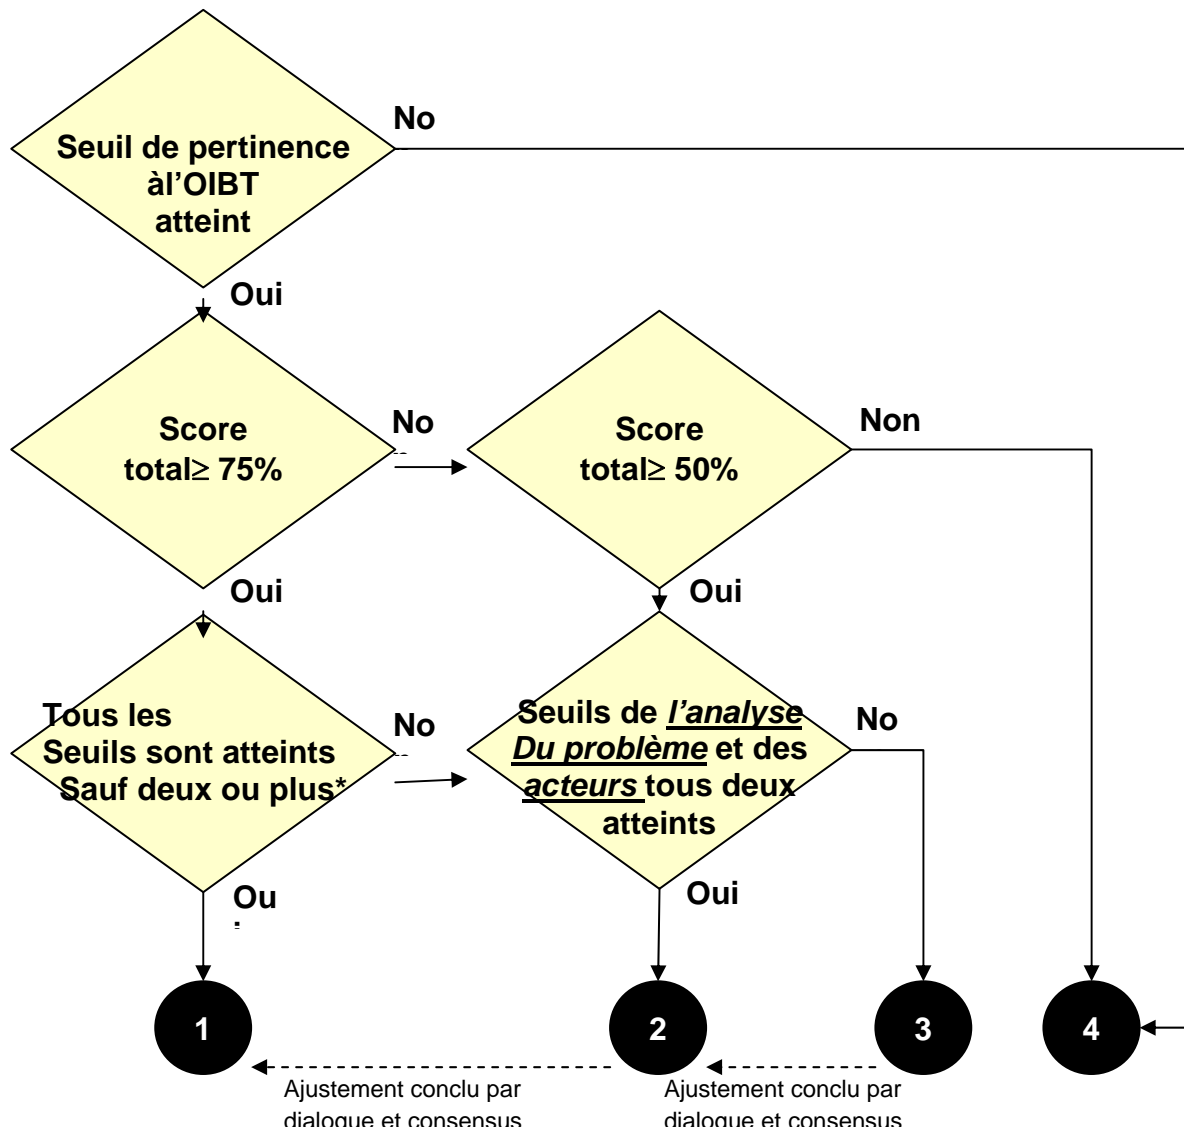 No
Seuil de pertinence
àl'OIBT
atteint
Oui
Score
total≥ 75%
No
Score
total≥ 50%
Non
Oui
Oui
Tous les
Seuils sont atteints
Sauf deux ou plus*
No
Seuils de l'analyse
Du problème et des
acteurs tous deux
atteints
No
Ou
Oui
1
2
3
4
Ajustement conclu par
dialogue et consensus
Ajustement conclu par
dialogue et consensus